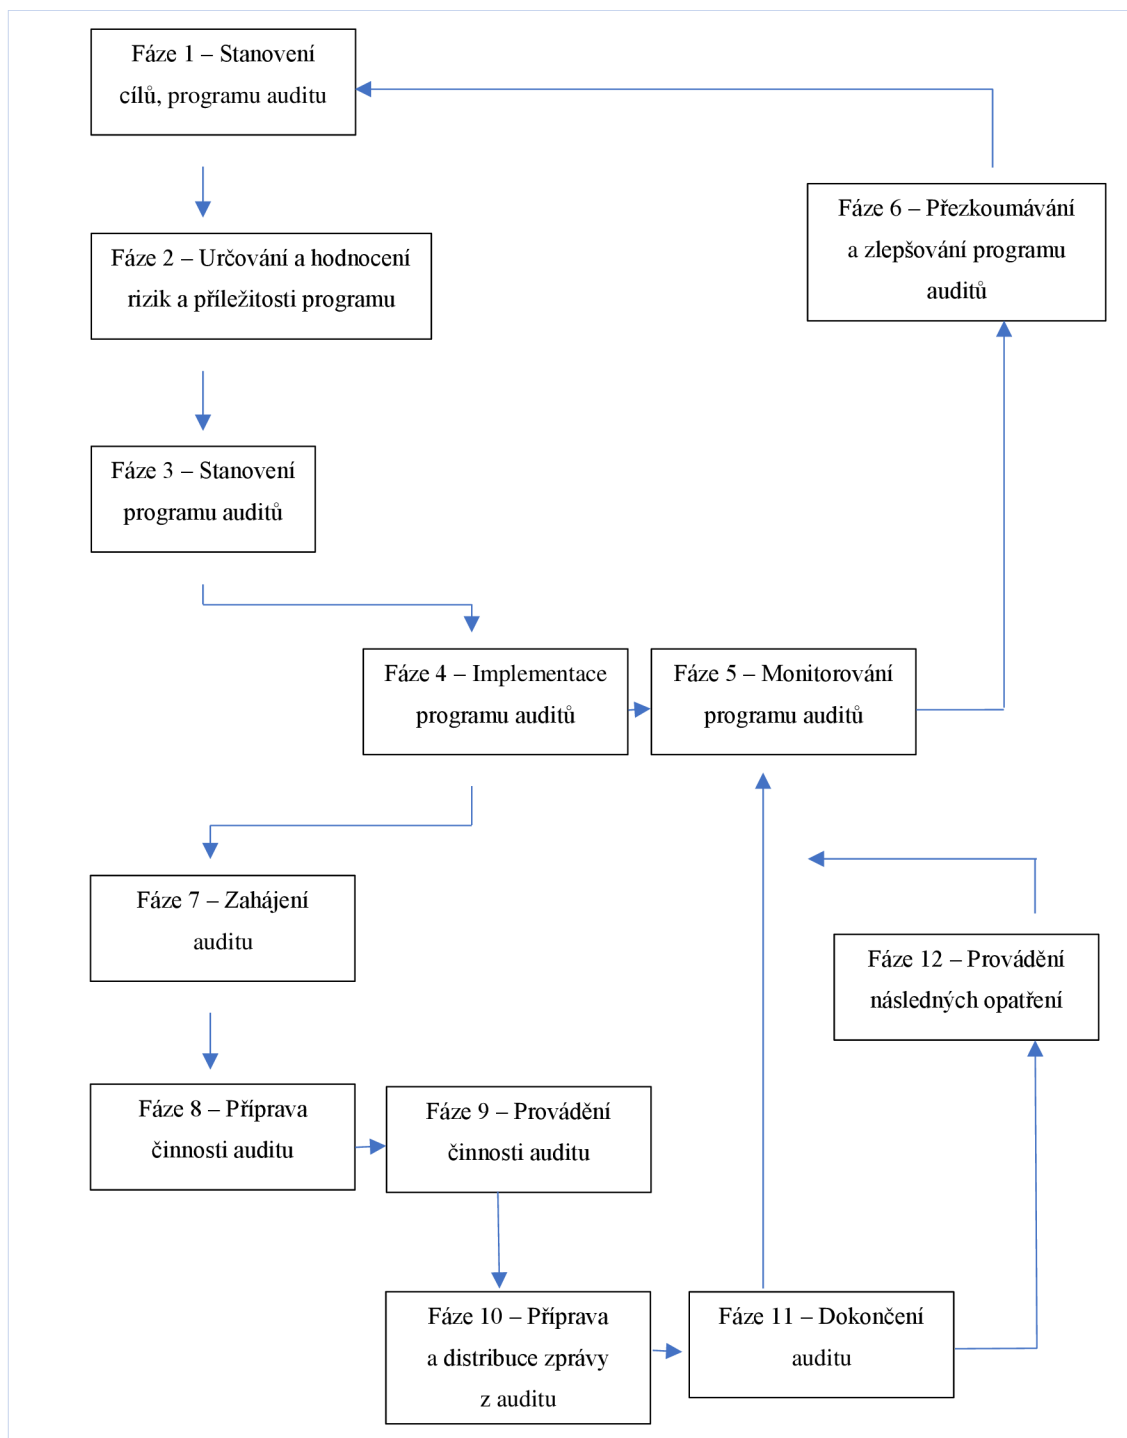 Fáze 1 – Stanovení
cílů, programu auditu
Fáze 6 – Přezkoumávání
a zlepšování programu
auditů
Fáze 2 – Určování a hodnocení
rizik a příležitosti programu
Fáze 3 – Stanovení
programu auditů
Fáze 4 – Implementace
programu auditů
Fáze 5 – Monitorování
programu auditů
Fáze 7 – Zahájení
auditu
Fáze 12 – Provádění
následných opatření
Fáze 8 – Příprava
činnosti auditu
Fáze 9 – Provádění
činnosti auditu
Fáze 10 – Příprava
a distribuce zprávy
z auditu
Fáze 11 – Dokončení
auditu